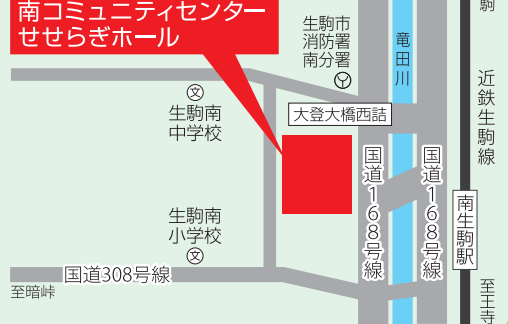 南コミュニティセンター
せせらぎホール
生駒市
消防署
南分署
駒
竜田川
近鉄生駒線
文
生駒南
中学校
大登大橋西詰
国道168号線
国道168号線
南生駒駅
生駒南
小学校
文
国道308号線
至暗峠
至王寺